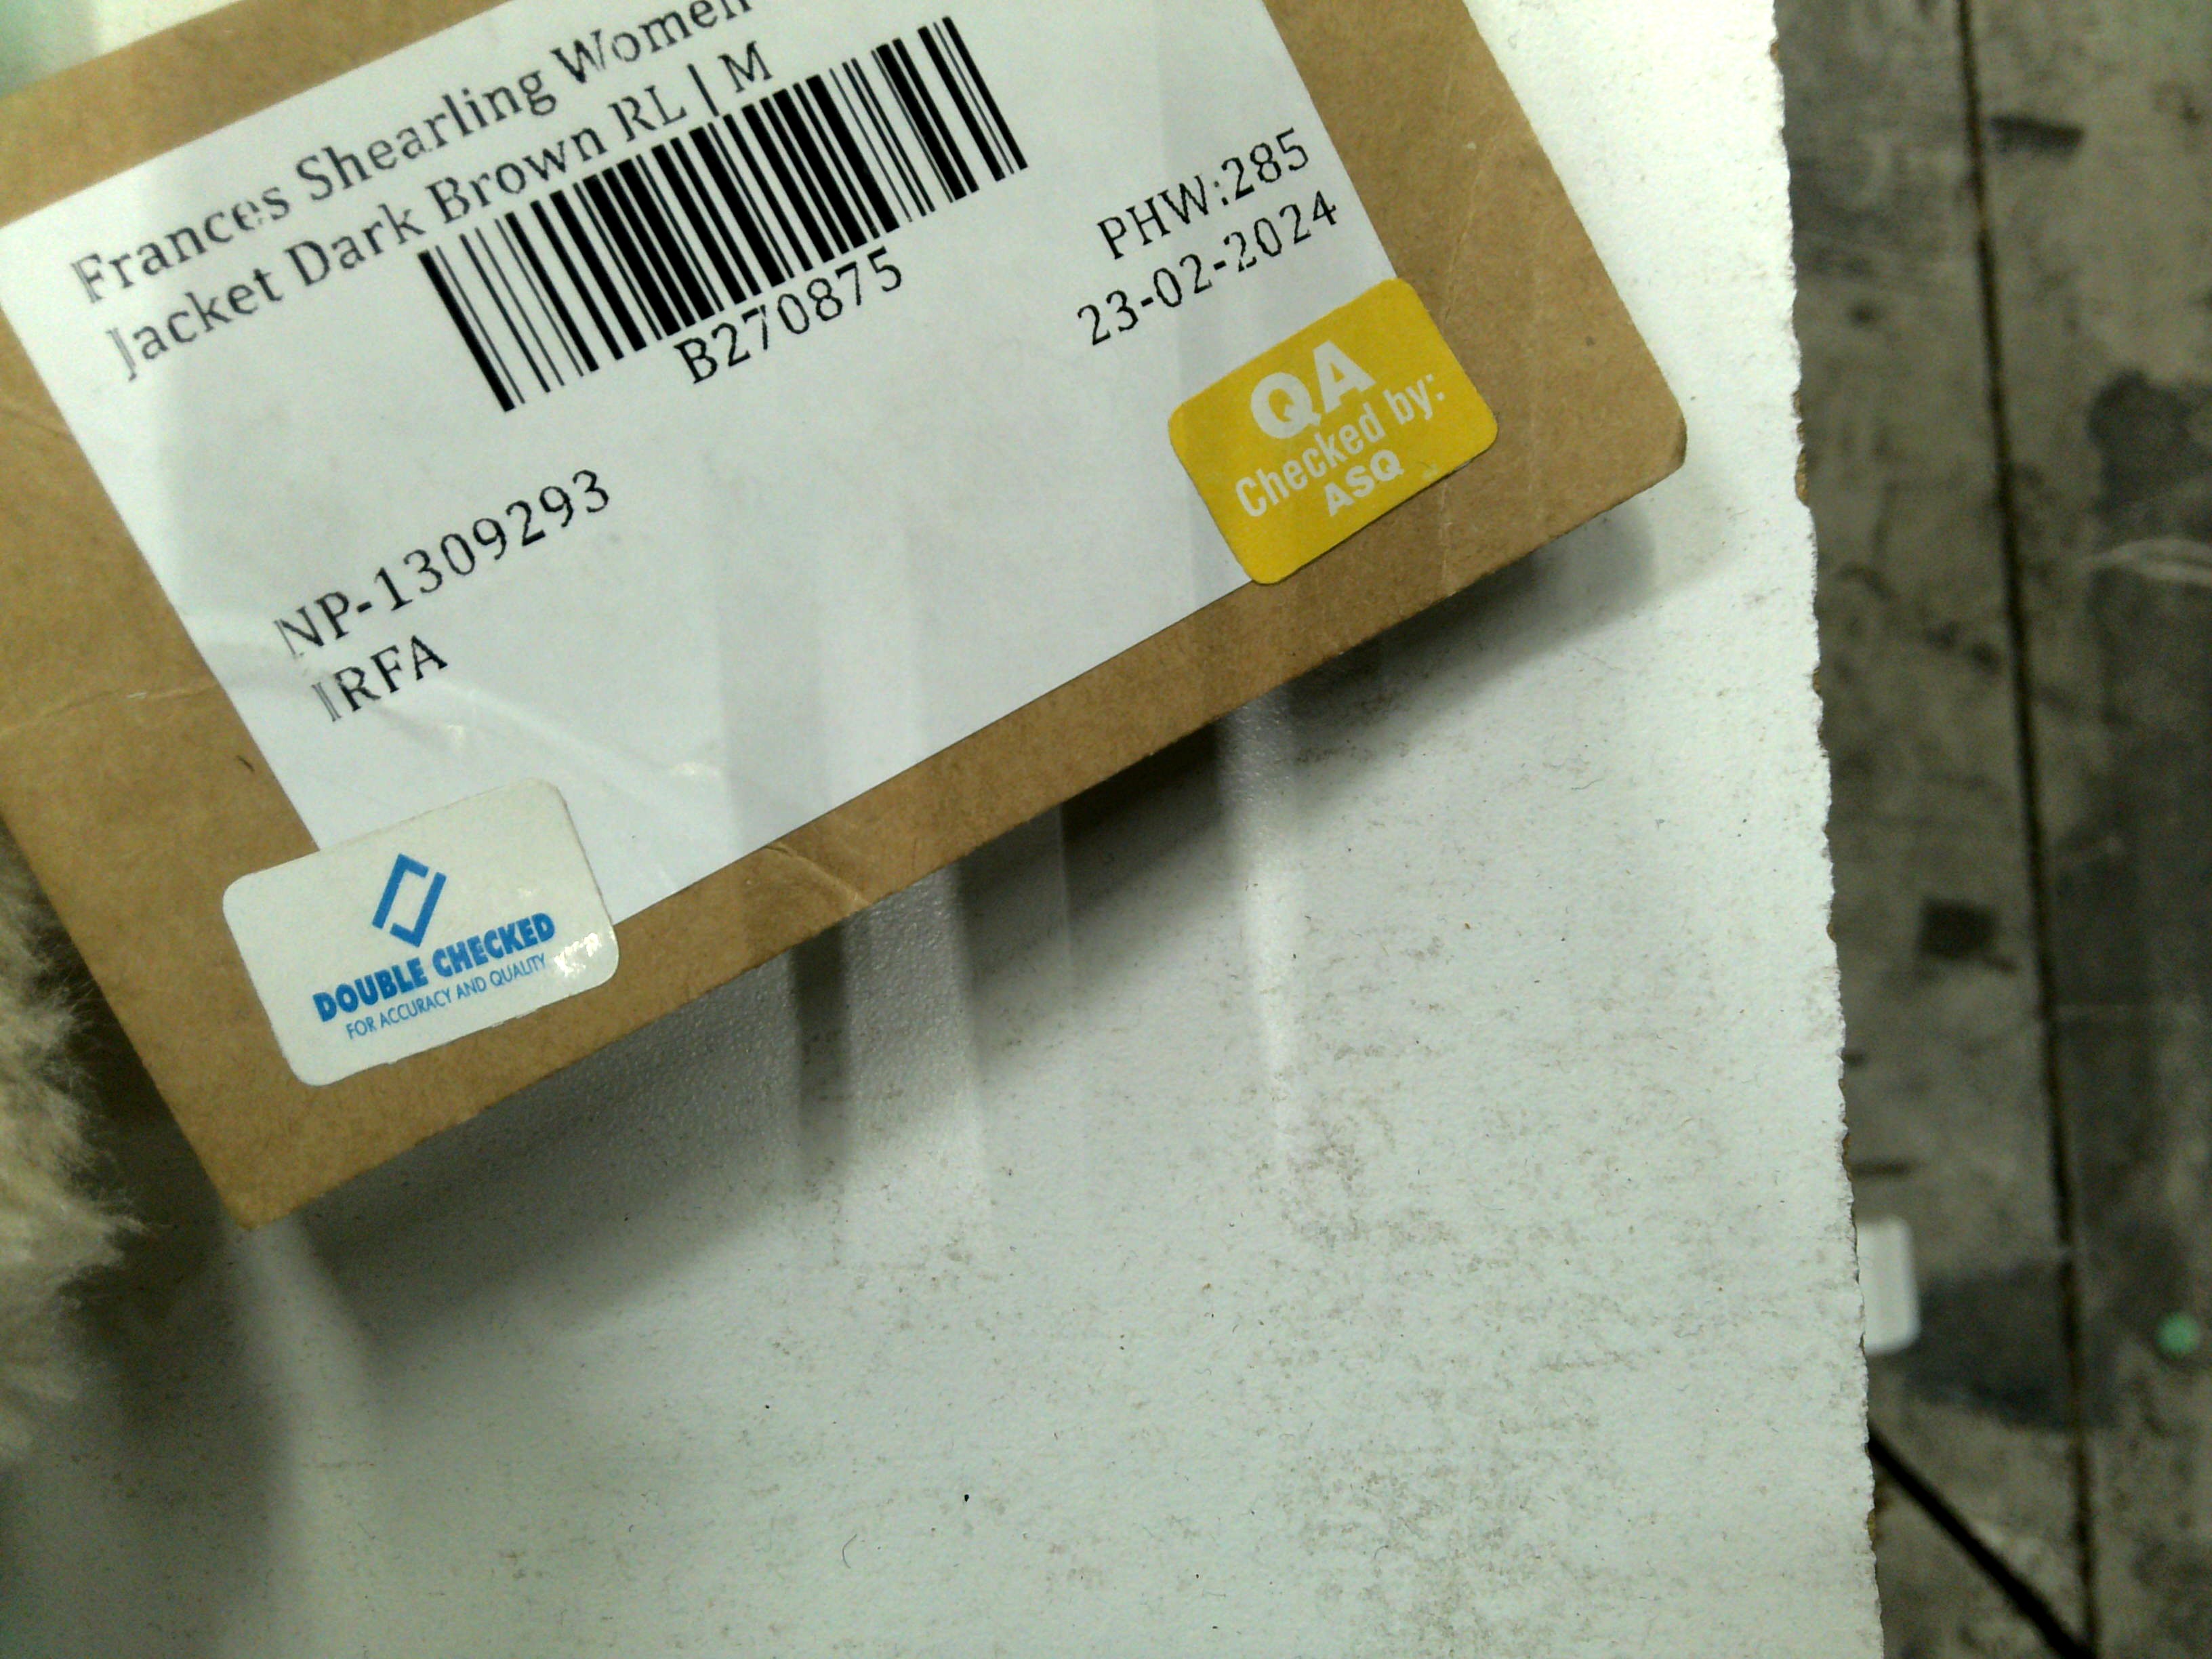 Frances Shearling Women
Jacket Dark Brown RL | M
B270875
PHW:285
23-02-2024
QA
Checked by:
ASQ
NP-1309293
IRFA
DOUBLE CHECKED
FOR ACCURACY AND QUALITY